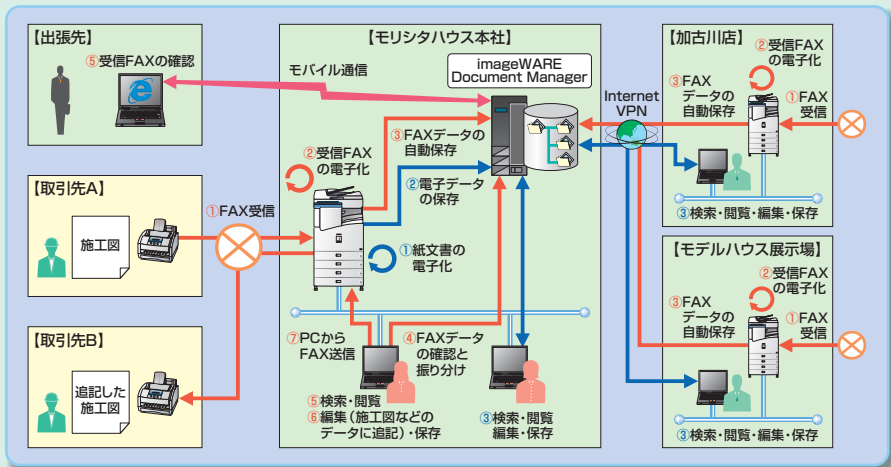 【出張先】
⑤受信FAXの確認
【取引先A】
施工図
①FAX受信
【取引先B】
追記した
施工図
【モリシタハウス本社】
モバイル通信
imageWARE
Document Manager
③FAXデータの
自動保存
②受信FAX
の電子化
②電子データ
の保存
①紙文書の
電子化
⑦PCから
FAX送信
④FAXデータ
の確認と
振り分け
⑤検索・閲覧
⑥編集（施工図などの
データに追記）・保存
③検索・閲覧
編集・保存
Internet
VPN
【加古川店】
②受信FAX
の電子化
③FAX
データの
自動保存
①FAX
受信
③検索・閲覧・編集・保存
【モデルハウス展示場】
②受信FAX
の電子化
③FAX
データの
自動保存
①FAX
受信
③検索・閲覧・編集・保存